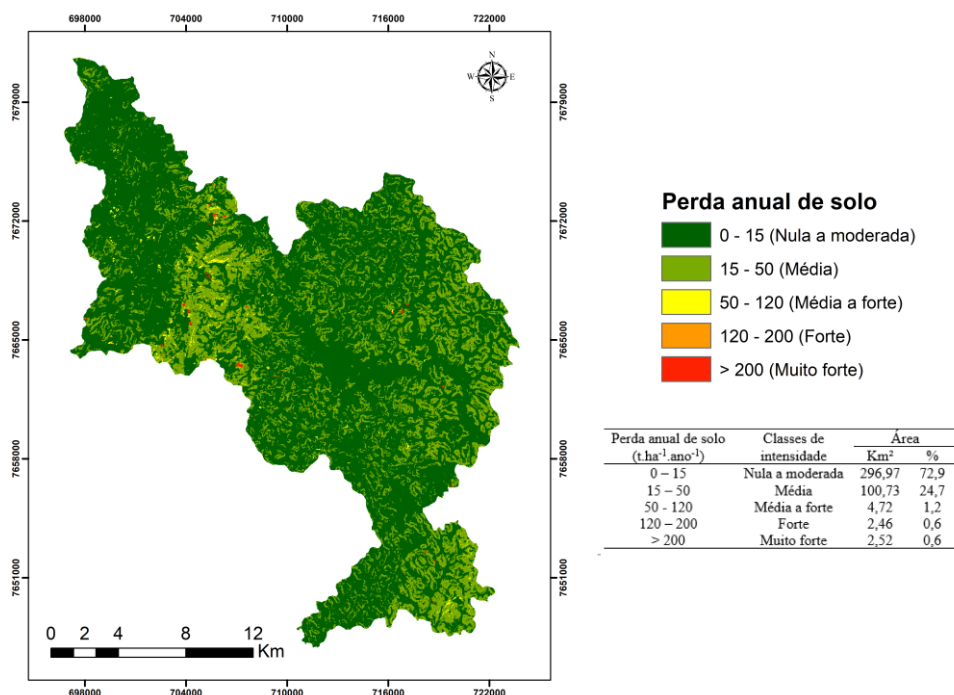 698000 704000 710000 716000 722000
N
W E
S
7679000 7679000
7672000 7672000
7665000 7665000
7658000 7658000
7651000 7651000
0 2 4 8 12
Km
698000 704000 710000 716000 722000
Perda anual de solo
0 - 15 (Nula a moderada)
15 - 50 (Média)
50 - 120 (Média a forte)
120 - 200 (Forte)
> 200 (Muito forte)
Perda anual de solo Classes de Área
(t.ha⁻¹.ano⁻¹) intensidade Km² %
0 – 15 Nula a moderada 296,97 72,9
15 – 50 Média 100,73 24,7
50 - 120 Média a forte 4,72 1,2
120 – 200 Forte 2,46 0,6
> 200 Muito forte 2,52 0,6